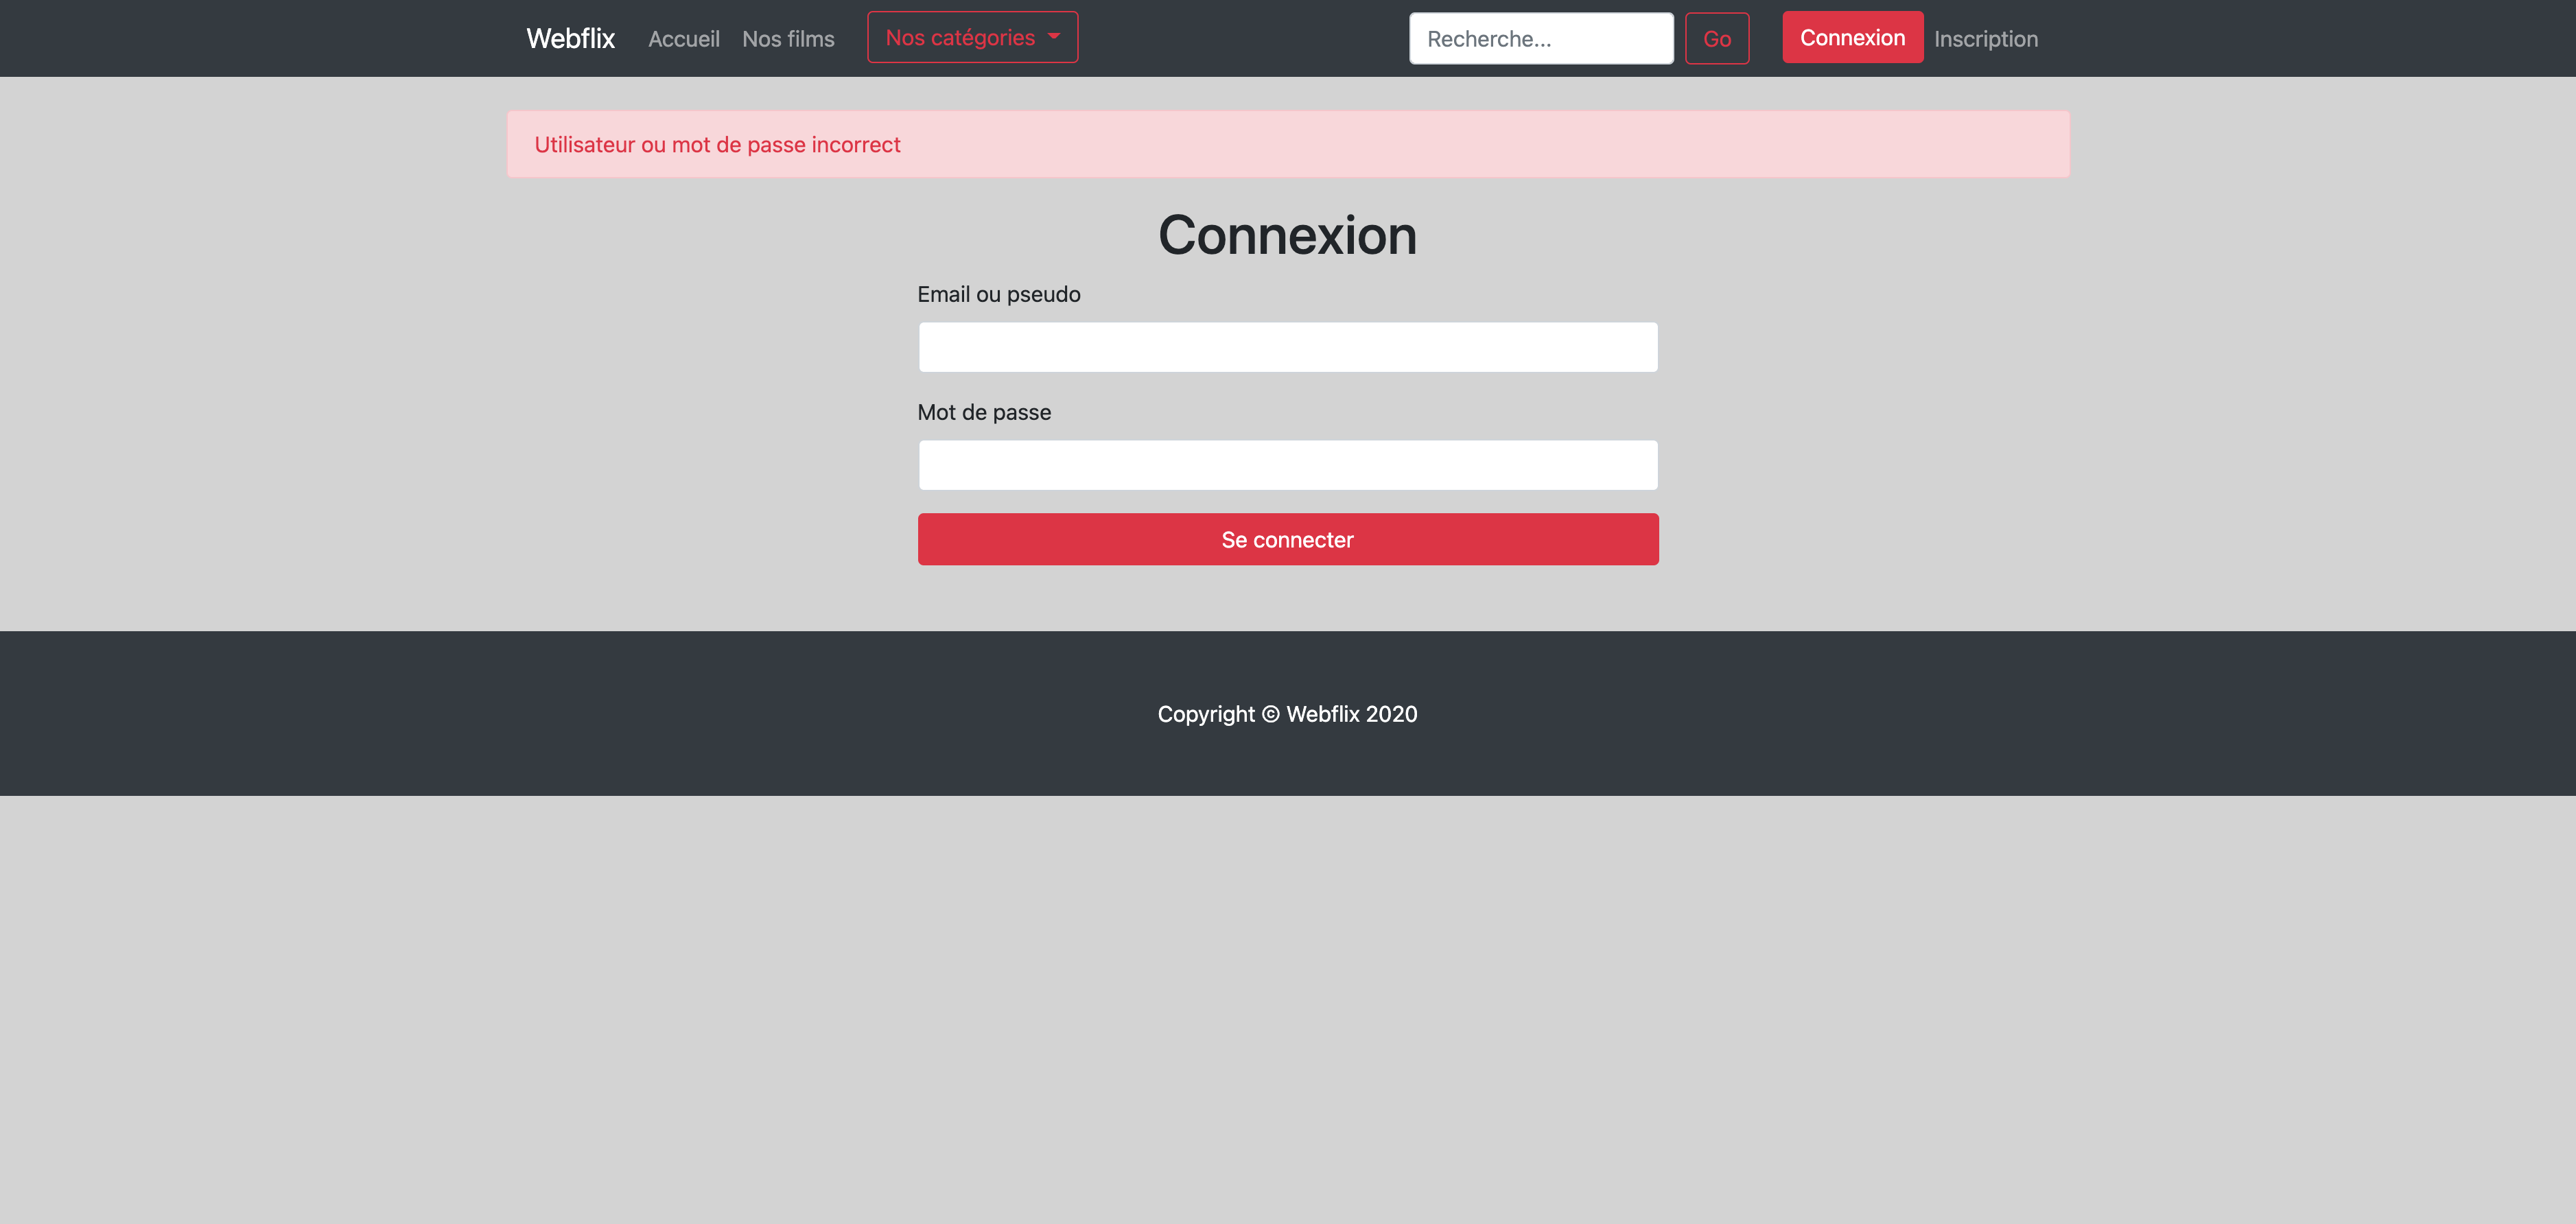 Webflix Accueil Nos films Nos catégories Recherche... Go Connexion Inscription
Utilisateur ou mot de passe incorrect
Connexion
Email ou pseudo
Mot de passe
Se connecter
Copyright © Webflix 2020